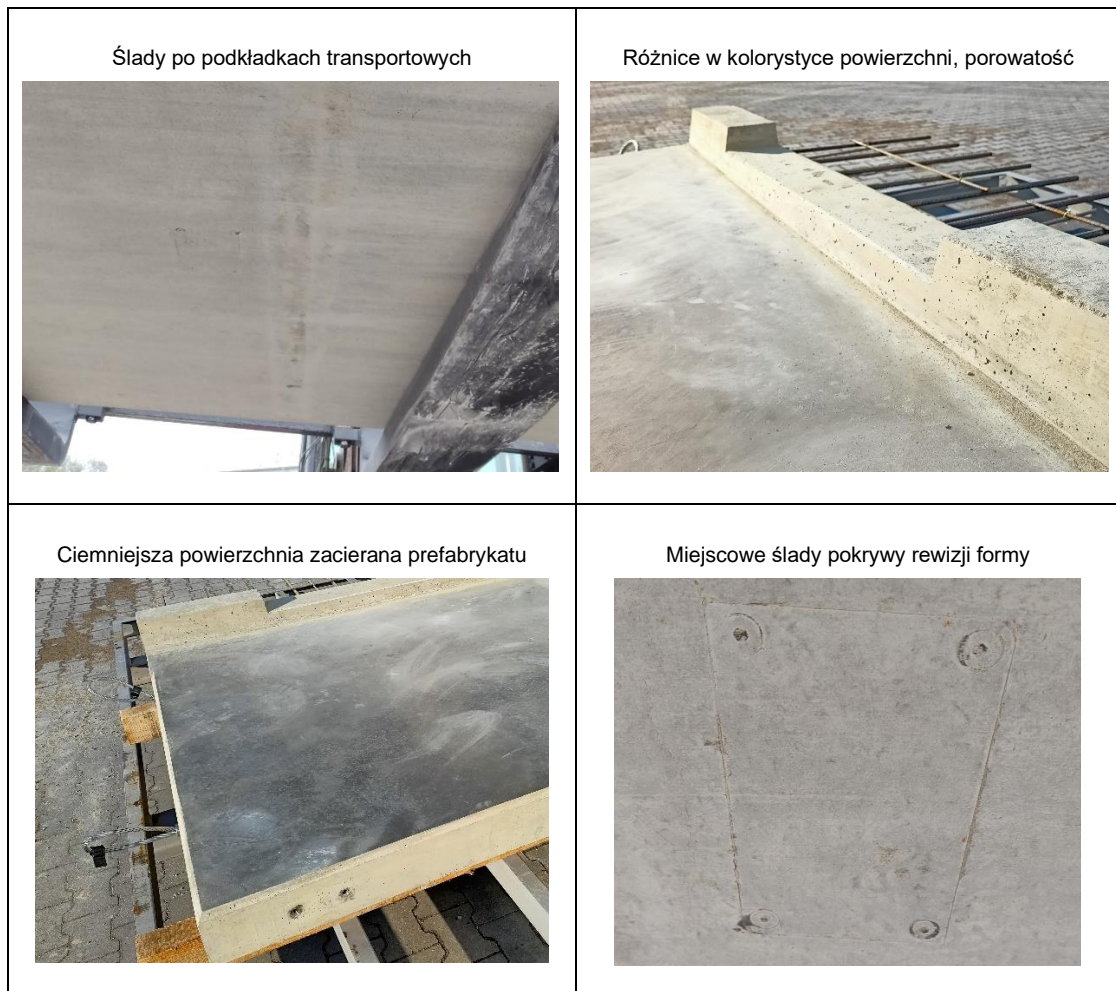 Ślady po podkładkach transportowych
Różnice w kolorystyce powierzchni, porowatość
Ciemniejsza powierzchnia zacierana prefabrykatu
Miejscowe ślady pokrywy rewizji formy